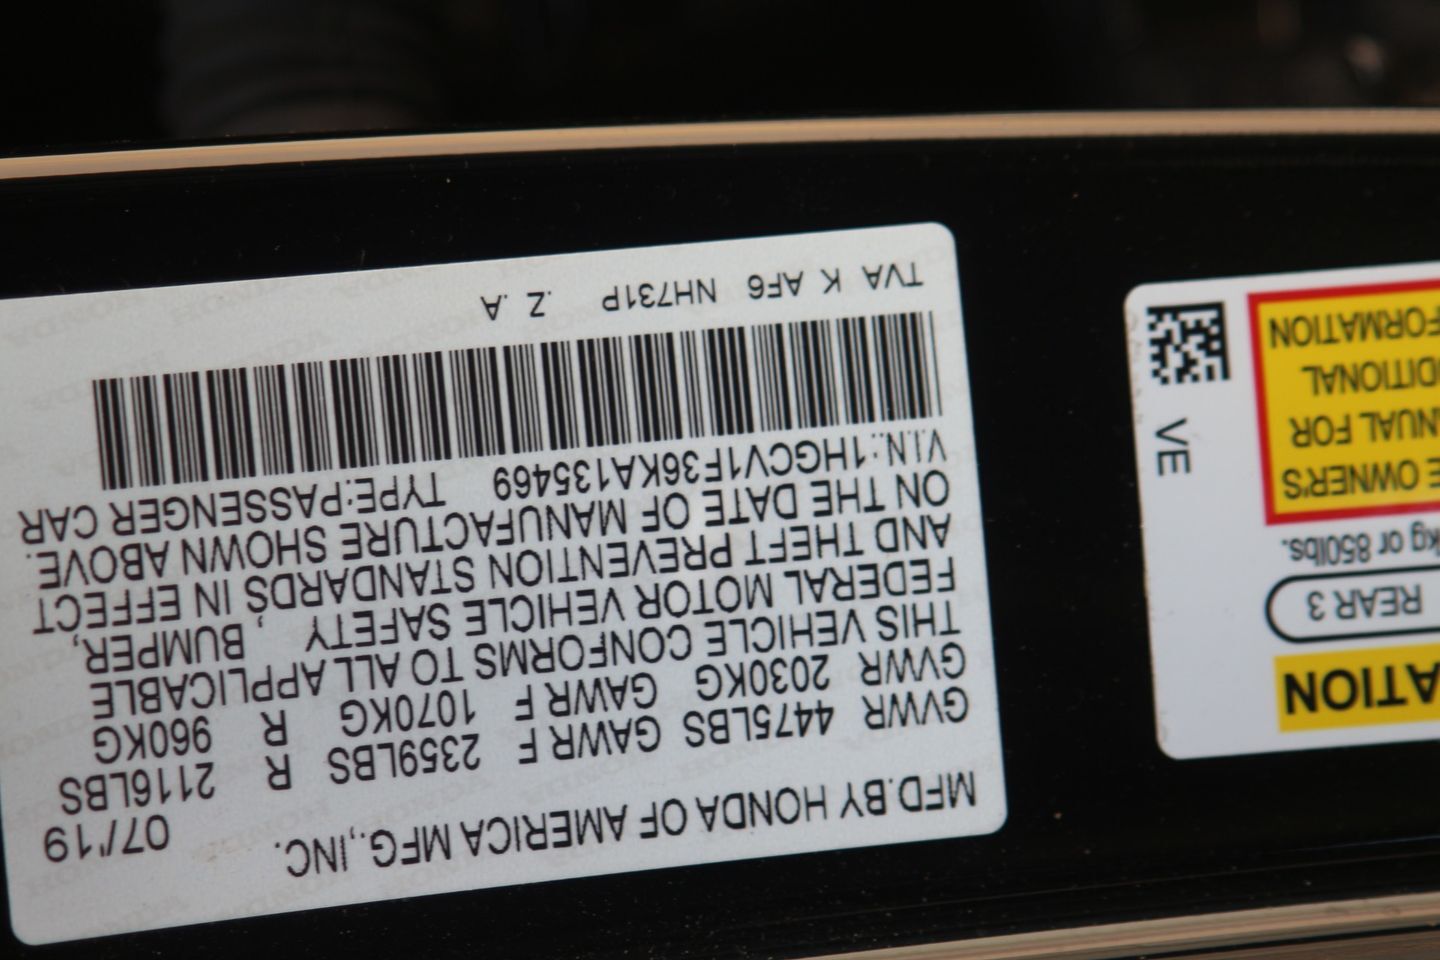 MFD.BY HONDA OF AMERICA MFG.,INC. 07/'19
GVWR 4475LBS GAWR F 2359LBS R 2116LBS
GVWR 2030KG GAWR F 1070KG R 960KG
THIS VEHICLE CONFORMS TO ALL APPLICABLE
FEDERAL MOTOR VEHICLE SAFETY , BUMPER,
AND THEFT PREVENTION STANDARDS IN EFFECT
ON THE DATE OF MANUFACTURE SHOWN ABOVE.
V.I.N.:1HGCV1F36KA135469 TYPE:PASSENGER CAR
TVA K AF6 NH731P .Z .A
ATION
REAR 3
kg or 850lbs.
E OWNER'S
NUAL FOR
DITIONAL
FORMATION
VE